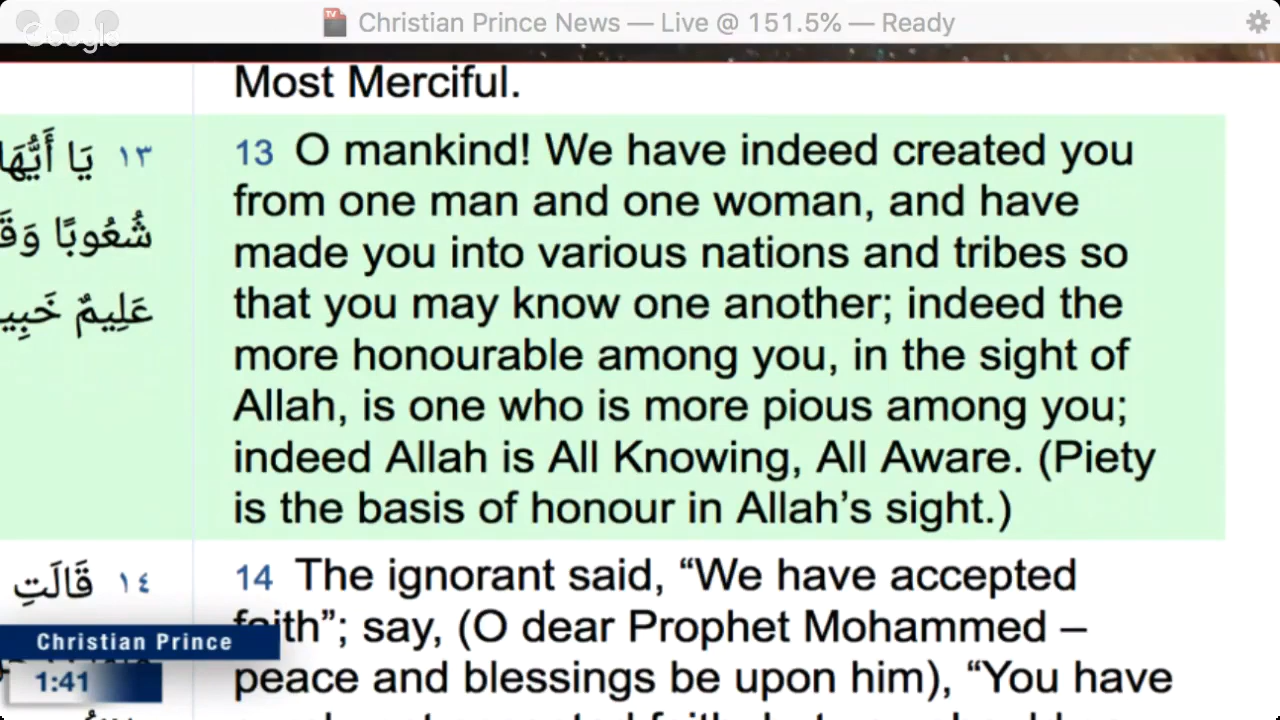 Christian Prince News — Live @ 151.5% — Ready
Google
Most Merciful.
13 O mankind! We have indeed created you
from one man and one woman, and have
made you into various nations and tribes so
that you may know one another; indeed the
more honourable among you, in the sight of
Allah, is one who is more pious among you;
indeed Allah is All Knowing, All Aware. (Piety
is the basis of honour in Allah’s sight.)
14 The ignorant said, “We have accepted
faith”; say, (O dear Prophet Mohammed –
peace and blessings be upon him), “You have
١٣ يَا أَيُّهَا
شُعُوبًا
عَلِيمٌ
١٤ قَالَتِ
Christian Prince
1:41